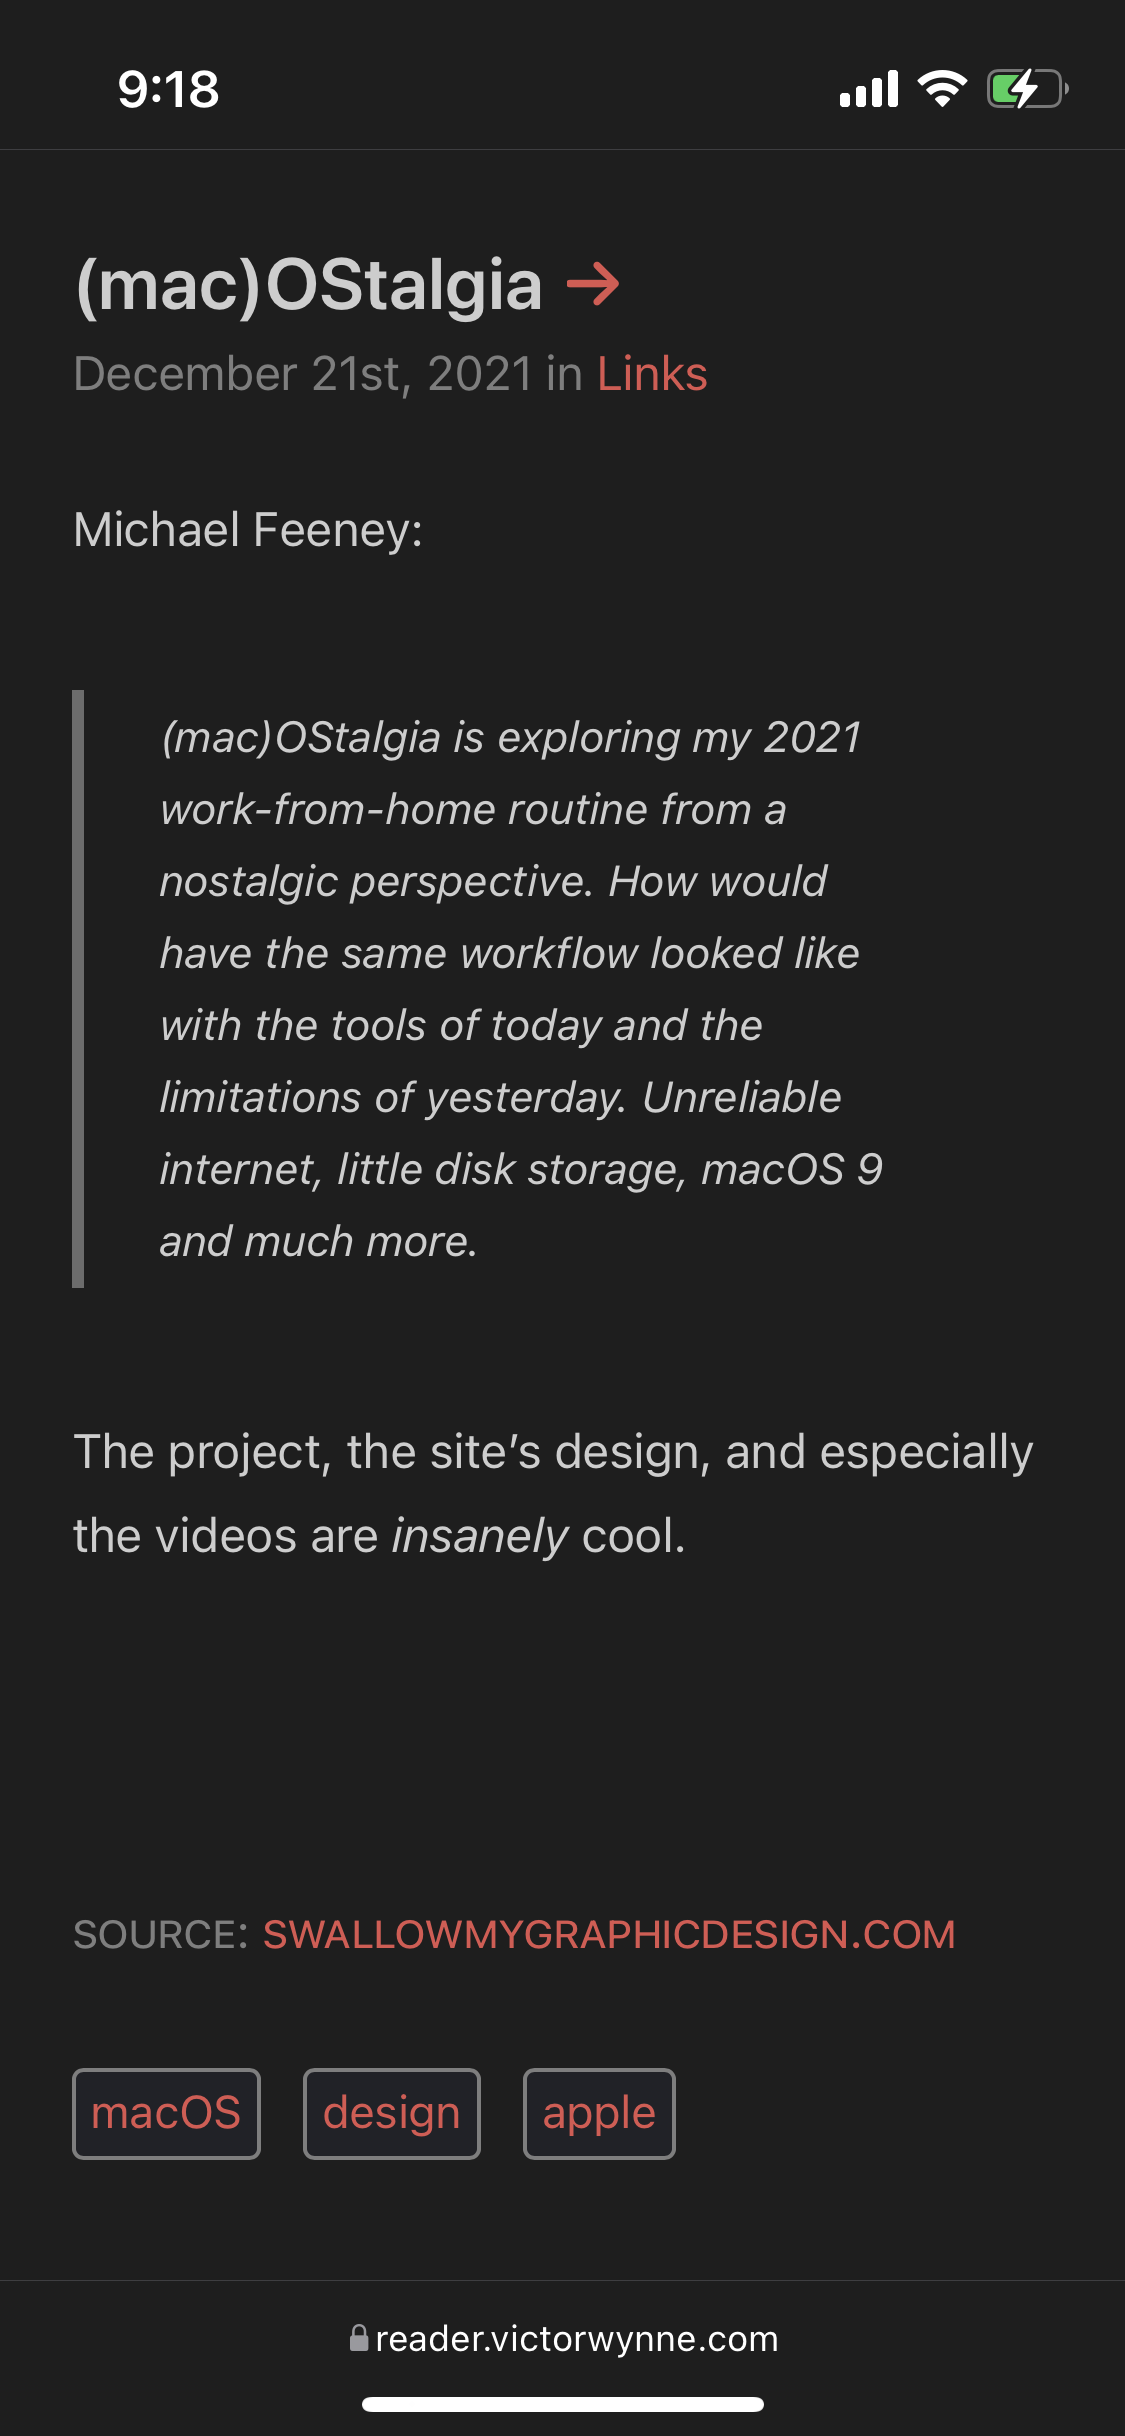 9:18
(mac)OStalgia →
December 21st, 2021 in Links
Michael Feeney:
(mac)OStalgia is exploring my 2021
work-from-home routine from a
nostalgic perspective. How would
have the same workflow looked like
with the tools of today and the
limitations of yesterday. Unreliable
internet, little disk storage, macOS 9
and much more.
The project, the site’s design, and especially
the videos are insanely cool.
SOURCE: SWALLOWMYGRAPHICDESIGN.COM
macOS design apple
reader.victorwynne.com